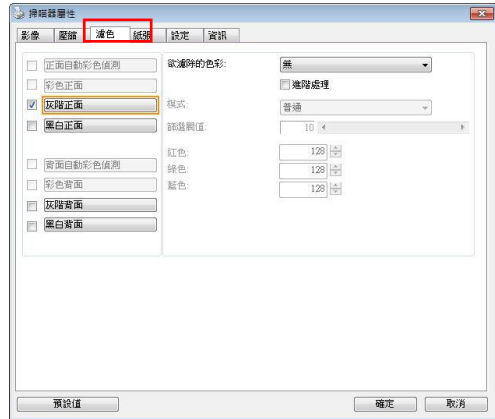 掃描器屬性
影像 壓縮 濾色 紙張 設定 資訊
正面自動彩色偵測
彩色正面
灰階正面
黑白正面
背面自動彩色偵測
彩色背面
灰階背面
黑白背面
欲濾除的色彩: 無
進階處理
模式: 普通
篩選閥值: 10
紅色: 128
綠色: 128
藍色: 128
預設值 確定 取消